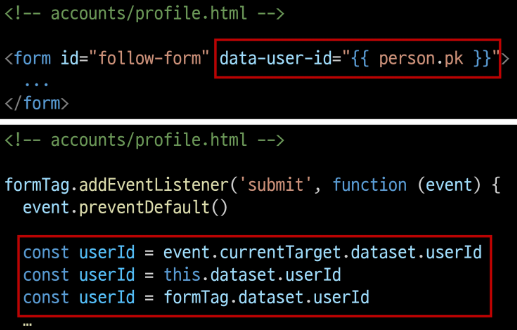 <!-- accounts/profile.html -->
<form id="follow-form" data-user-id="{{ person.pk }}">
...
</form>
<!-- accounts/profile.html -->
formTag.addEventListener('submit', function (event) {
event.preventDefault()
const userId = event.currentTarget.dataset.userId
const userId = this.dataset.userId
const userId = formTag.dataset.userId
…